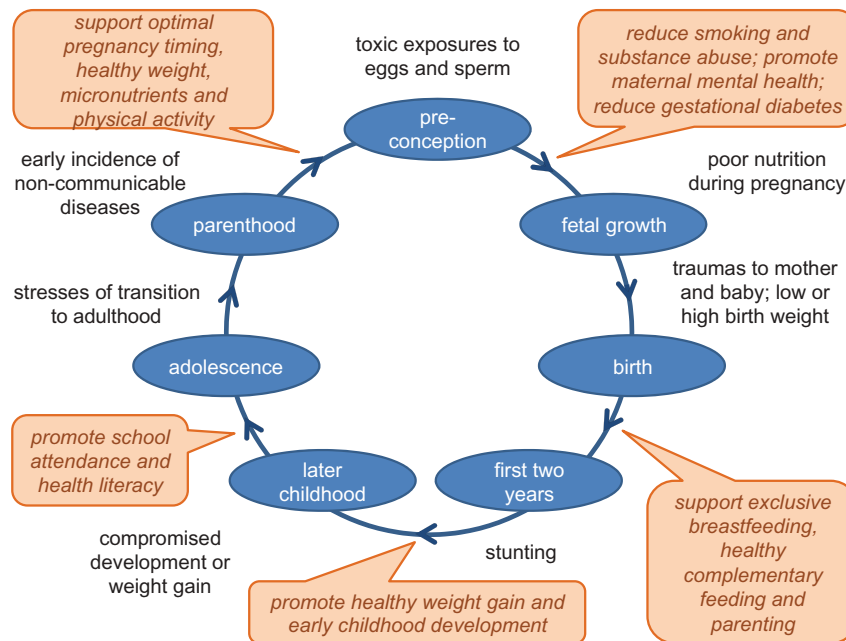 support optimal
pregnancy timing,
healthy weight,
micronutrients and
physical activity
toxic exposures to
eggs and sperm
reduce smoking and
substance abuse; promote
maternal mental health;
reduce gestational diabetes
pre-
conception
early incidence of
non-communicable
diseases
poor nutrition
during pregnancy
parenthood
fetal growth
stresses of transition
to adulthood
traumas to mother
and baby; low or
high birth weight
adolescence
birth
promote school
attendance and
health literacy
later
childhood
first two
years
support exclusive
breastfeeding,
healthy
complementary
feeding and
parenting
compromised
development or
weight gain
stunting
promote healthy weight gain and
early childhood development